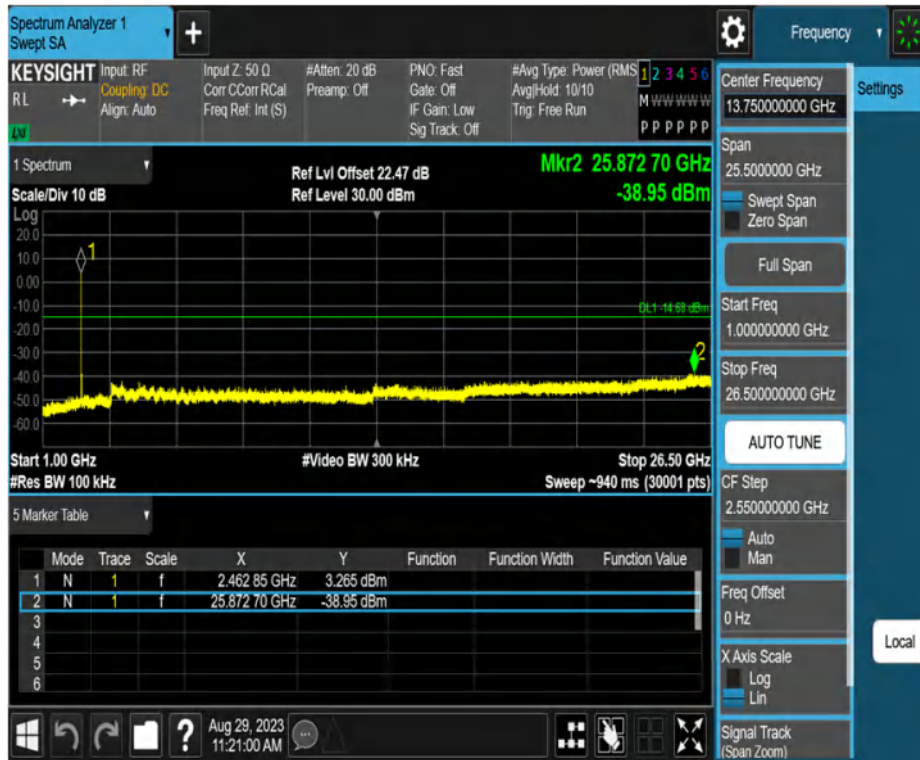 Spectrum Analyzer 1
Swept SA
+
Frequency
KEYSIGHT
RL
LXI
Input: RF
Coupling: DC
Align: Auto
Input Z: 50 Ω
Corr CCorr RCal
Freq Ref: Int (S)
#Atten: 20 dB
Preamp: Off
PNO: Fast
Gate: Off
IF Gain: Low
Sig Track: Off
#Avg Type: Power (RMS
Avg|Hold: 10/10
Trig: Free Run
1 2 3 4 5 6
M W W W W W
P P P P P P
Center Frequency
13.750000000 GHz
Settings
Span
25.5000000 GHz
Swept Span
Zero Span
Full Span
Start Freq
1.000000000 GHz
Stop Freq
26.500000000 GHz
AUTO TUNE
CF Step
2.550000000 GHz
Auto
Man
Freq Offset
0 Hz
X Axis Scale
Log
Lin
Signal Track
(Span Zoom)
Local
1 Spectrum
Scale/Div 10 dB
Ref Lvl Offset 22.47 dB
Ref Level 30.00 dBm
Mkr2 25.872 70 GHz
-38.95 dBm
Log
20.0
10.0
0.00
-10.0
-20.0
-30.0
-40.0
-50.0
-60.0
1
DL1 -14.68 dBm
2
Start 1.00 GHz
#Res BW 100 kHz
#Video BW 300 kHz
Stop 26.50 GHz
Sweep ~940 ms (30001 pts)
5 Marker Table
Mode Trace Scale X Y Function Function Width Function Value
1 N 1 f 2.462 85 GHz 3.265 dBm
2 N 1 f 25.872 70 GHz -38.95 dBm
3
4
5
6
?
Aug 29, 2023
11:21:00 AM